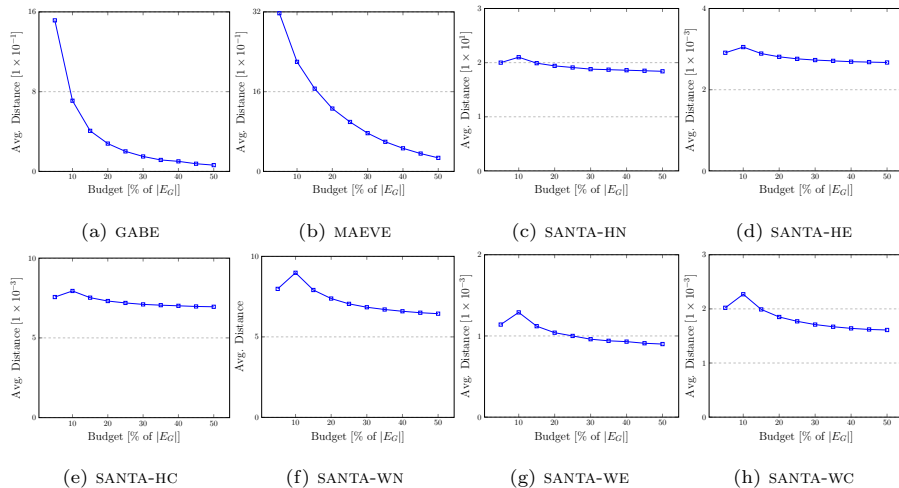 Avg. Distance [1 × 10⁻¹]
16
8
0
10 20 30 40 50
Budget [% of |E_G|]
(a) GABE
Avg. Distance [1 × 10⁻¹]
32
16
0
10 20 30 40 50
Budget [% of |E_G|]
(b) MAEVE
Avg. Distance [1 × 10¹]
3
2
1
0
10 20 30 40 50
Budget [% of |E_G|]
(c) SANTA-HN
Avg. Distance [1 × 10⁻³]
4
2
0
10 20 30 40 50
Budget [% of |E_G|]
(d) SANTA-HE
Avg. Distance [1 × 10⁻³]
10
5
0
10 20 30 40 50
Budget [% of |E_G|]
(e) SANTA-HC
Avg. Distance
10
5
0
10 20 30 40 50
Budget [% of |E_G|]
(f) SANTA-WN
Avg. Distance [1 × 10⁻³]
2
1
0
10 20 30 40 50
Budget [% of |E_G|]
(g) SANTA-WE
Avg. Distance [1 × 10⁻³]
3
2
1
0
10 20 30 40 50
Budget [% of |E_G|]
(h) SANTA-WC